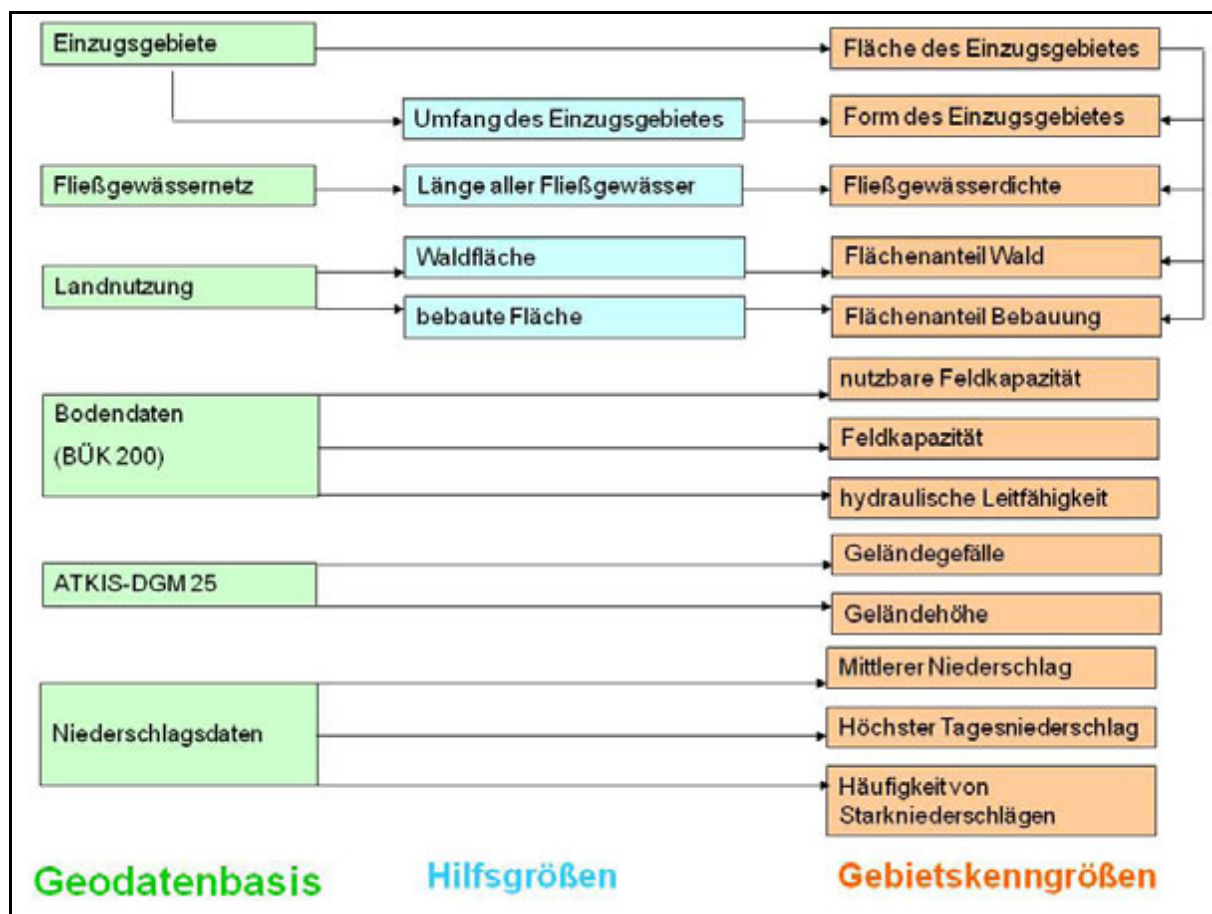 Einzugsgebiete
Fläche des Einzugsgebietes
Umfang des Einzugsgebietes
Form des Einzugsgebietes
Fließgewässernetz
Länge aller Fließgewässer
Fließgewässerdichte
Landnutzung
Waldfläche
Flächenanteil Wald
bebaute Fläche
Flächenanteil Bebauung
Bodendaten
(BÜK 200)
nutzbare Feldkapazität
Feldkapazität
hydraulische Leitfähigkeit
ATKIS-DGM 25
Geländegefälle
Geländehöhe
Niederschlagsdaten
Mittlerer Niederschlag
Höchster Tagesniederschlag
Häufigkeit von
Starkniederschlägen
Geodatenbasis
Hilfsgrößen
Gebietskenngrößen